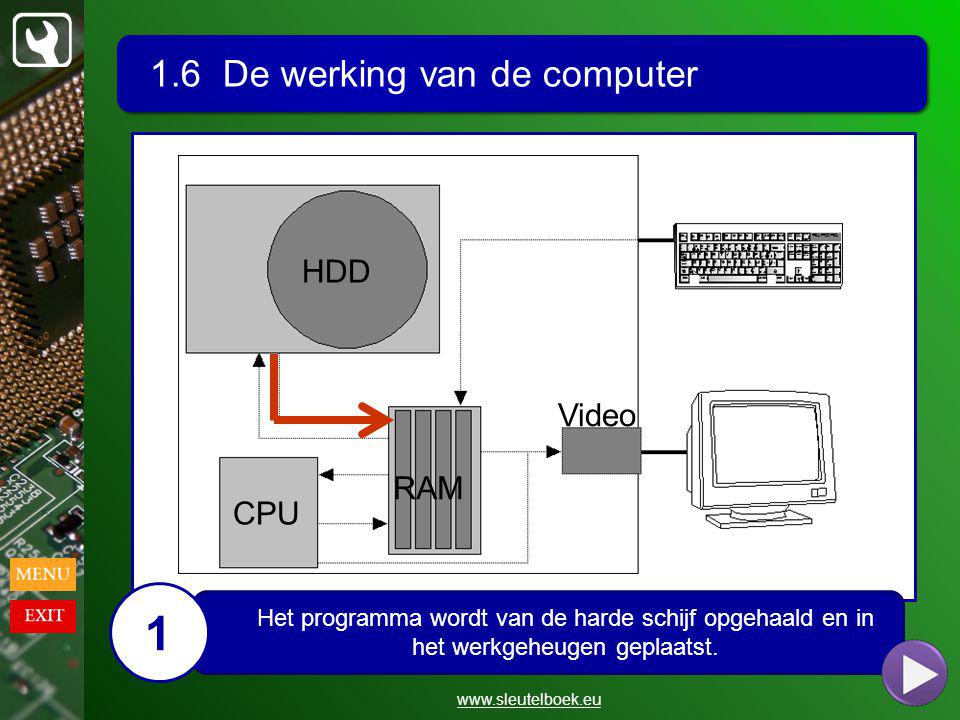 1.6 De werking van de computer
HDD
Video
RAM
CPU
MENU
EXIT
1
Het programma wordt van de harde schijf opgehaald en in
het werkgeheugen geplaatst.
www.sleutelboek.eu